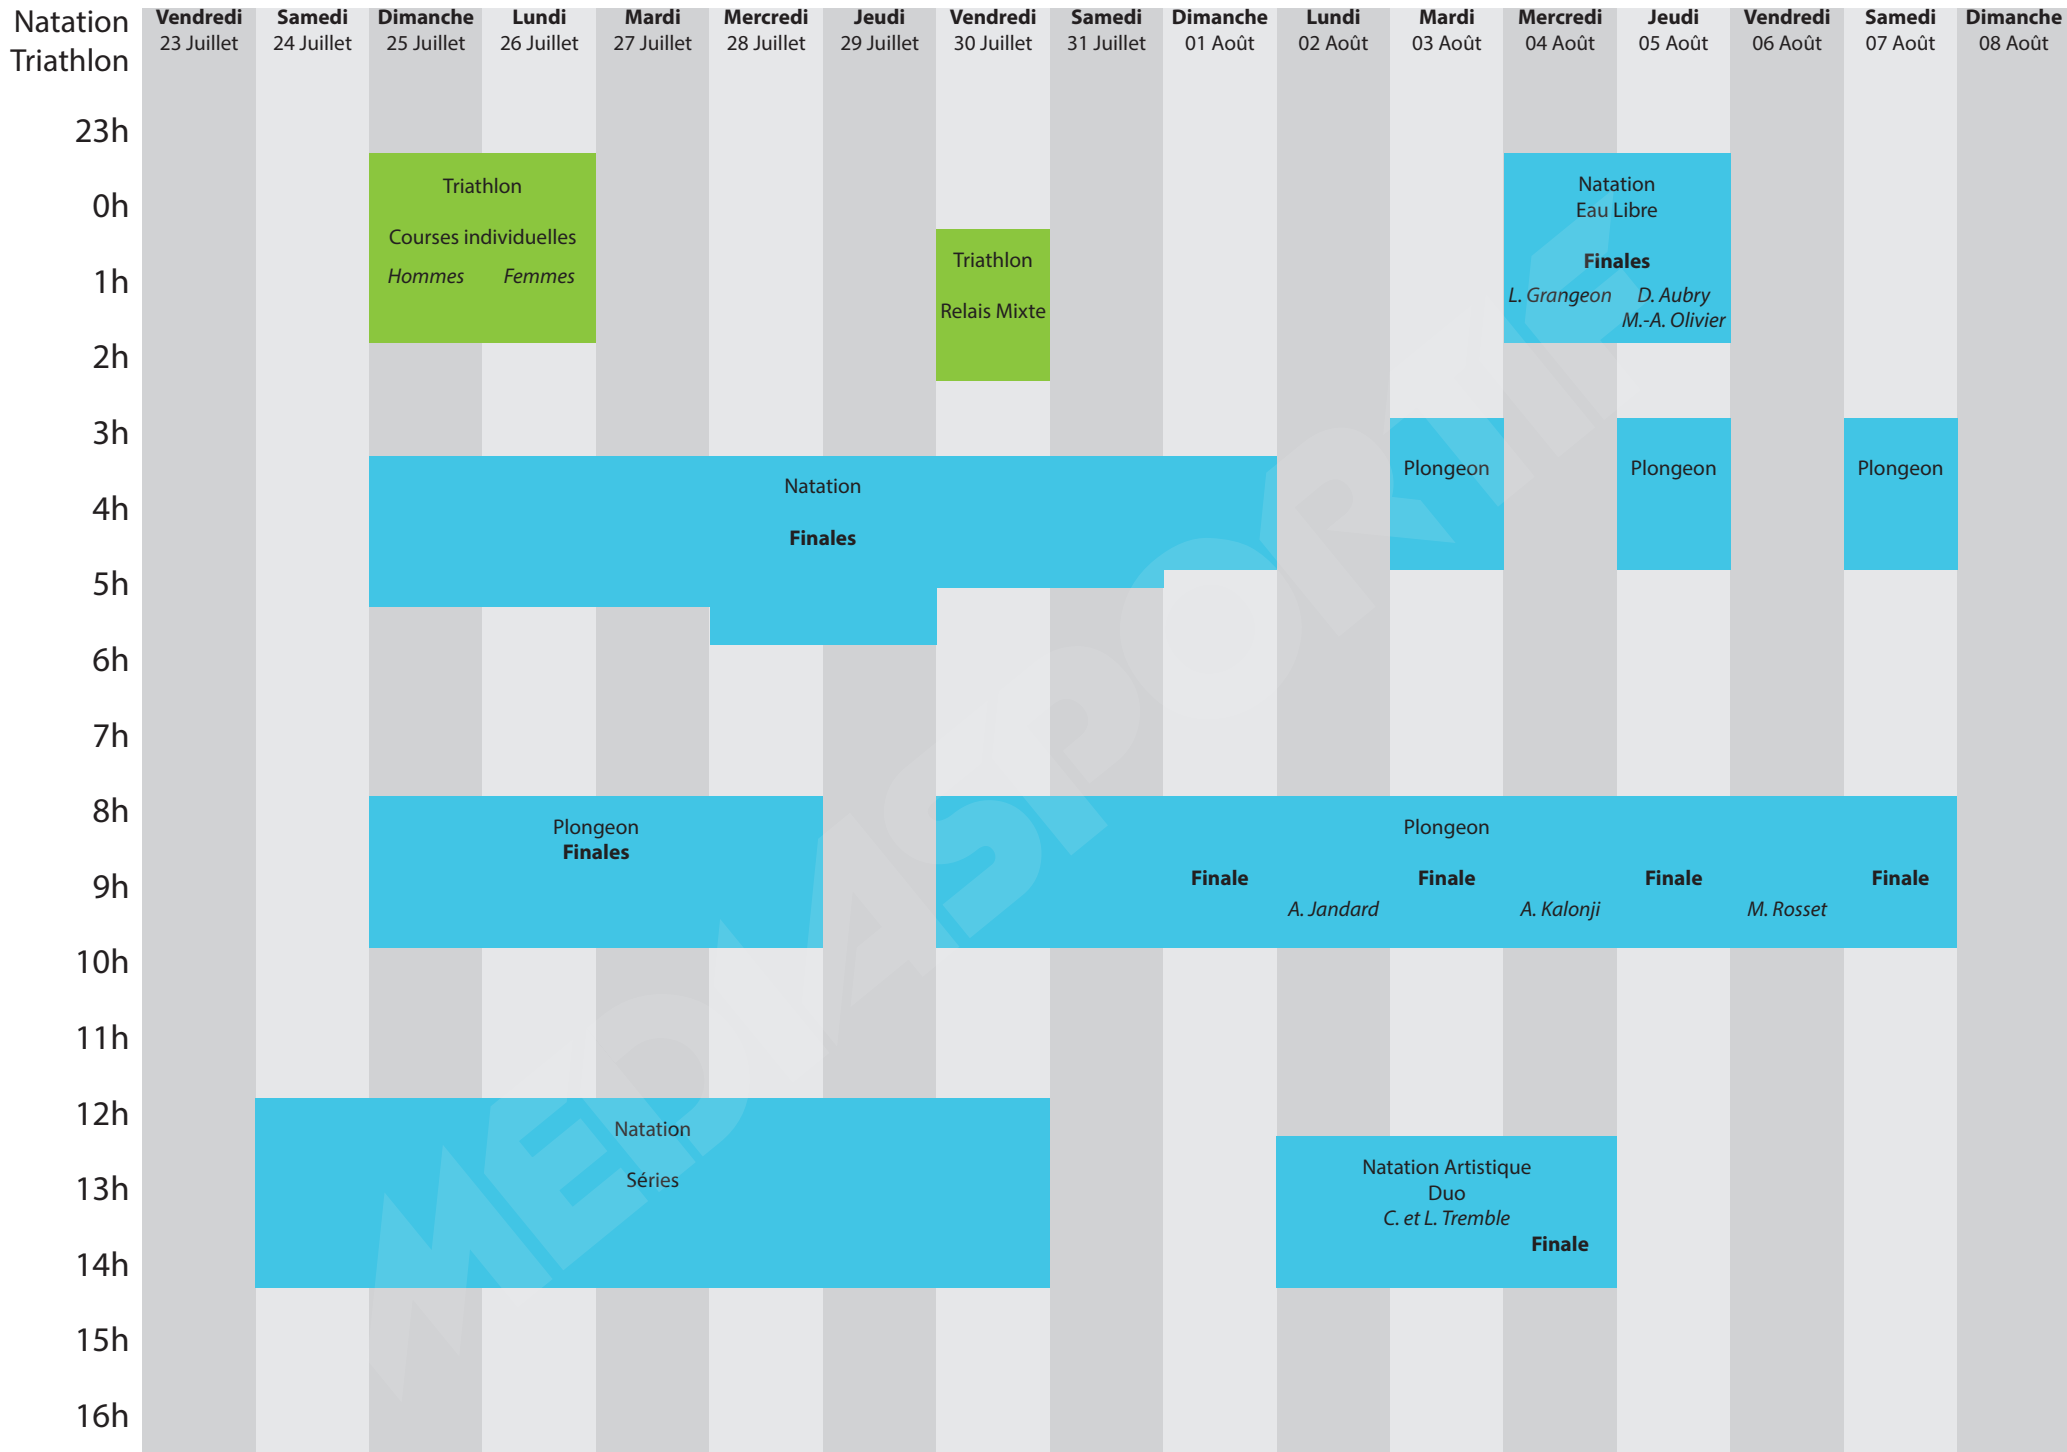 Natation
Triathlon
Vendredi Samedi Dimanche Lundi Mardi Mercredi Jeudi Vendredi Samedi Dimanche Lundi Mardi Mercredi Jeudi Vendredi Samedi Dimanche
23 Juillet 24 Juillet 25 Juillet 26 Juillet 27 Juillet 28 Juillet 29 Juillet 30 Juillet 31 Juillet 01 Août 02 Août 03 Août 04 Août 05 Août 06 Août 07 Août 08 Août
23h
0h
1h
2h
3h
4h
5h
6h
7h
8h
9h
10h
11h
12h
13h
14h
15h
16h
Triathlon
Courses individuelles
Hommes Femmes
Triathlon
Relais Mixte
Natation
Eau Libre
Finales
L. Grangeon D. Aubry
M.-A. Olivier
Natation
Finales
Plongeon
Plongeon
Plongeon
Plongeon
Finales
Plongeon
Finale Finale Finale Finale
A. Jandard A. Kalonji M. Rosset
Natation
Séries
Natation Artistique
Duo
C. et L. Tremble
Finale
MEDIASPORTIF